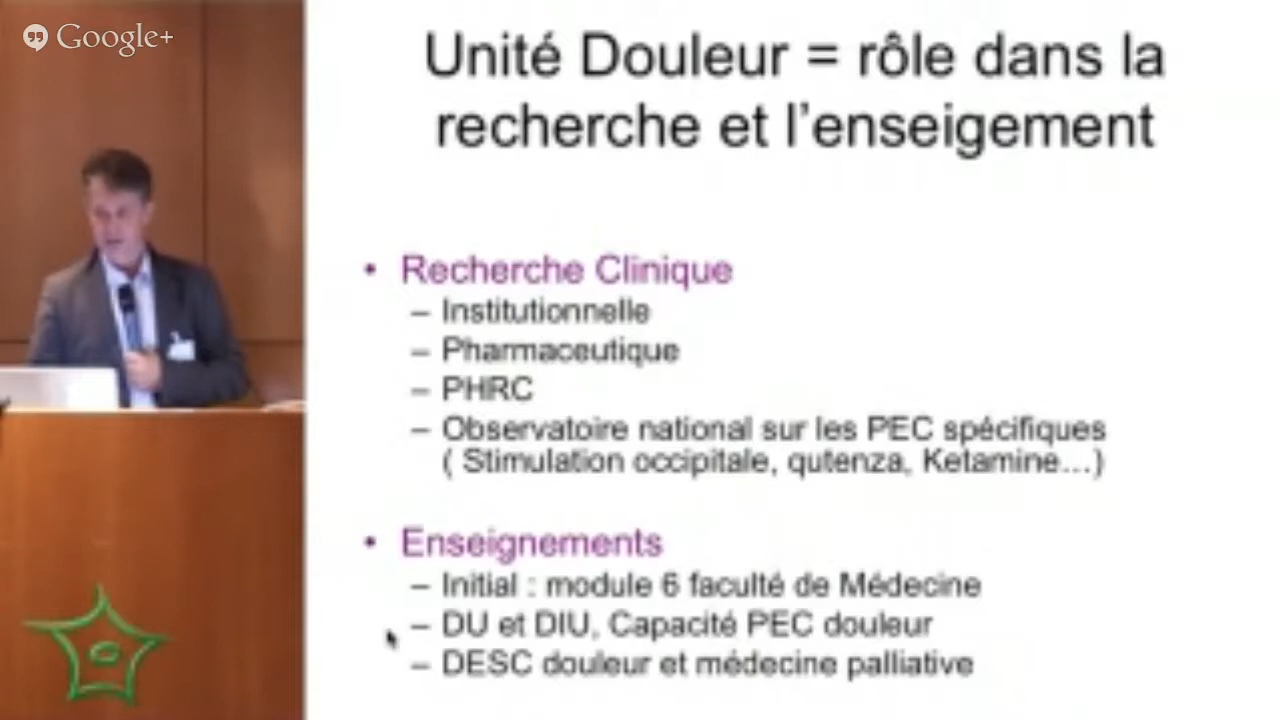 Google+
Unité Douleur = rôle dans la
recherche et l'enseigement
• Recherche Clinique
– Institutionnelle
– Pharmaceutique
– PHRC
– Observatoire national sur les PEC spécifiques
( Stimulation occipitale, qutenza, Ketamine...)
• Enseignements
– Initial : module 6 faculté de Médecine
– DU et DIU, Capacité PEC douleur
– DESC douleur et médecine palliative